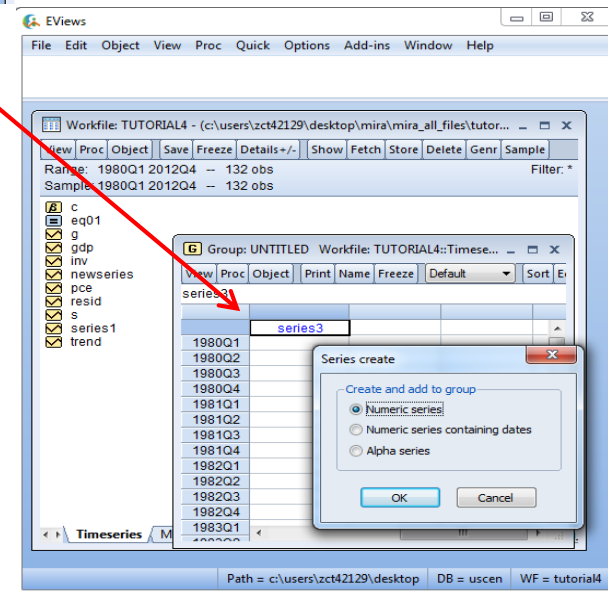 EViews
File Edit Object View Proc Quick Options Add-ins Window Help
Workfile: TUTORIAL4 - (c:\users\zct42129\desktop\mira\mira_all_files\tutor...
View Proc Object Save Freeze Details+/- Show Fetch Store Delete Genr Sample
Range: 1980Q1 2012Q4 -- 132 obs
Filter: *
Sample: 1980Q1 2012Q4 -- 132 obs
c
eq01
g
gdp
inv
newseries
pce
resid
s
series1
trend
Timeseries
G Group: UNTITLED Workfile: TUTORIAL4::Timese...
View Proc Object Print Name Freeze Default Sort
series3
series3
1980Q1
1980Q2
1980Q3
1980Q4
1981Q1
1981Q2
1981Q3
1981Q4
1982Q1
1982Q2
1982Q3
1982Q4
1983Q1
Series create
Create and add to group
Numeric series
Numeric series containing dates
Alpha series
OK Cancel
Path = c:\users\zct42129\desktop DB = uscen WF = tutorial4